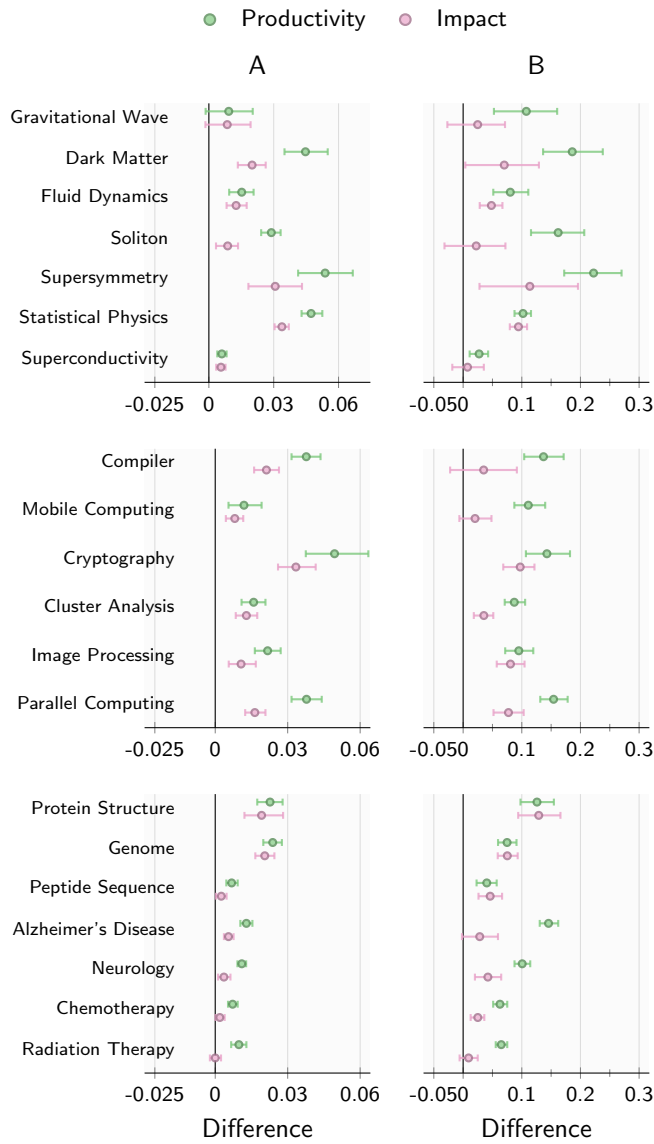 Productivity Impact
A B
Gravitational Wave
Dark Matter
Fluid Dynamics
Soliton
Supersymmetry
Statistical Physics
Superconductivity
-0.025 0 0.03 0.06 -0.050 0.1 0.2 0.3
Compiler
Mobile Computing
Cryptography
Cluster Analysis
Image Processing
Parallel Computing
-0.025 0 0.03 0.06 -0.050 0.1 0.2 0.3
Protein Structure
Genome
Peptide Sequence
Alzheimer's Disease
Neurology
Chemotherapy
Radiation Therapy
-0.025 0 0.03 0.06 -0.050 0.1 0.2 0.3
Difference Difference